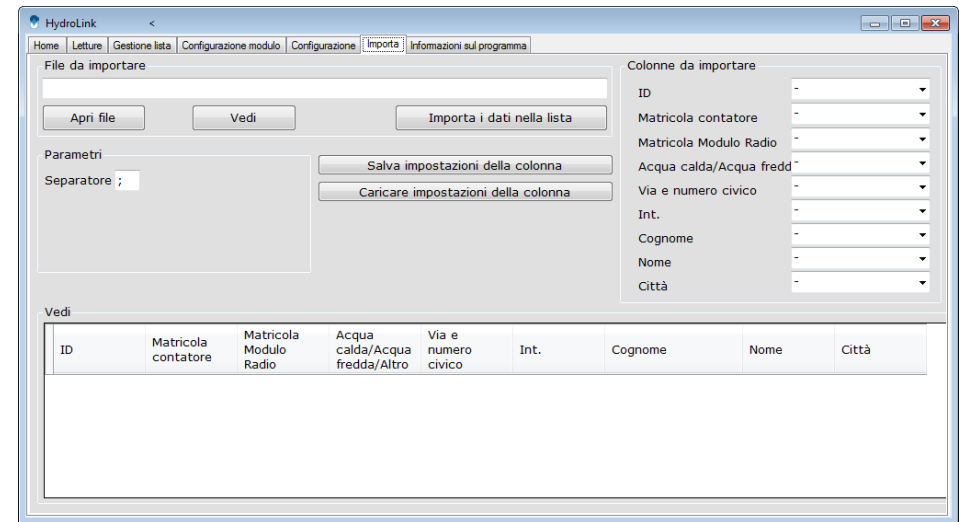 HydroLink <
Home Letture Gestione lista Configurazione modulo Configurazione Importa Informazioni sul programma
File da importare
Apri file Vedi Importa i dati nella lista
Parametri
Separatore ;
Salva impostazioni della colonna
Caricare impostazioni della colonna
Colonne da importare
ID -
Matricola contatore -
Matricola Modulo Radio -
Acqua calda/Acqua fredd -
Via e numero civico -
Int. -
Cognome -
Nome -
Città -
Vedi
ID
Matricola
contatore
Matricola
Modulo
Radio
Acqua
calda/Acqua
fredda/Altro
Via e
numero
civico
Int.
Cognome
Nome
Città